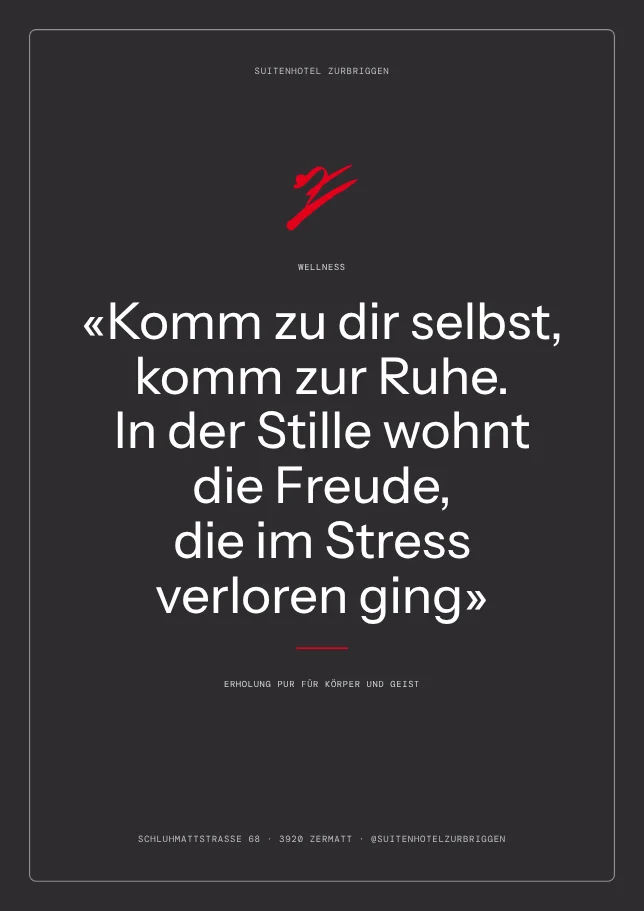 SUITENHOTEL ZURBRIGGEN
WELLNESS
«Komm zu dir selbst,
komm zur Ruhe.
In der Stille wohnt
die Freude,
die im Stress
verloren ging»
ERHOLUNG PUR FÜR KÖRPER UND GEIST
SCHLUHMATTSTRASSE 68 · 3920 ZERMATT · @SUITENHOTELZURBRIGGEN